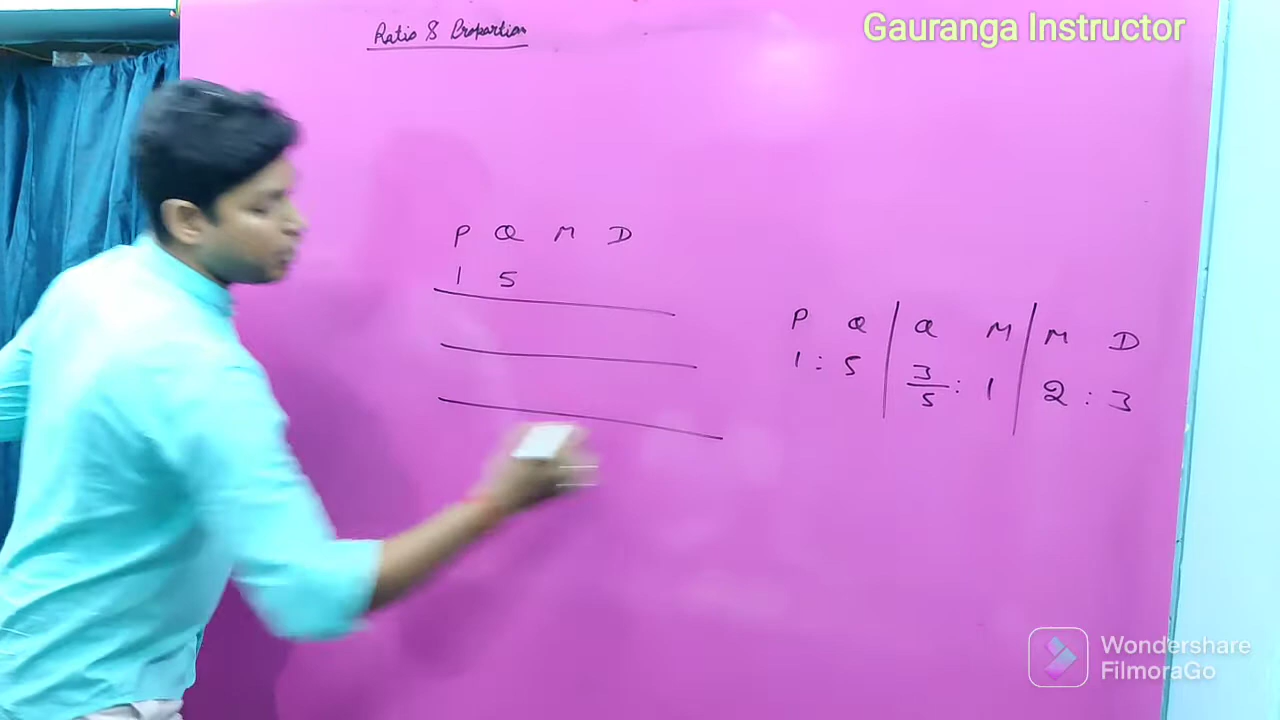 Gauranga Instructor
Ratio & Proportion
P Q M D
1 5
P Q | Q M | M D
1 : 5 | 3/5 : 1 | 2 : 3
Wondershare
FilmoraGo